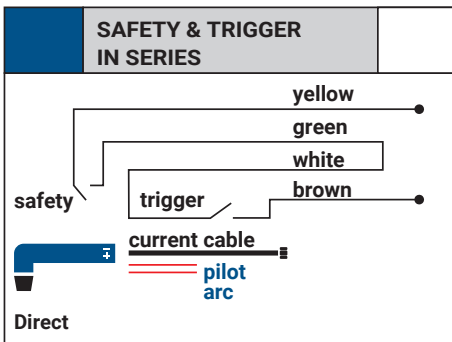 SAFETY & TRIGGER
IN SERIES
yellow
green
white
safety
trigger
brown
current cable
pilot
arc
Direct